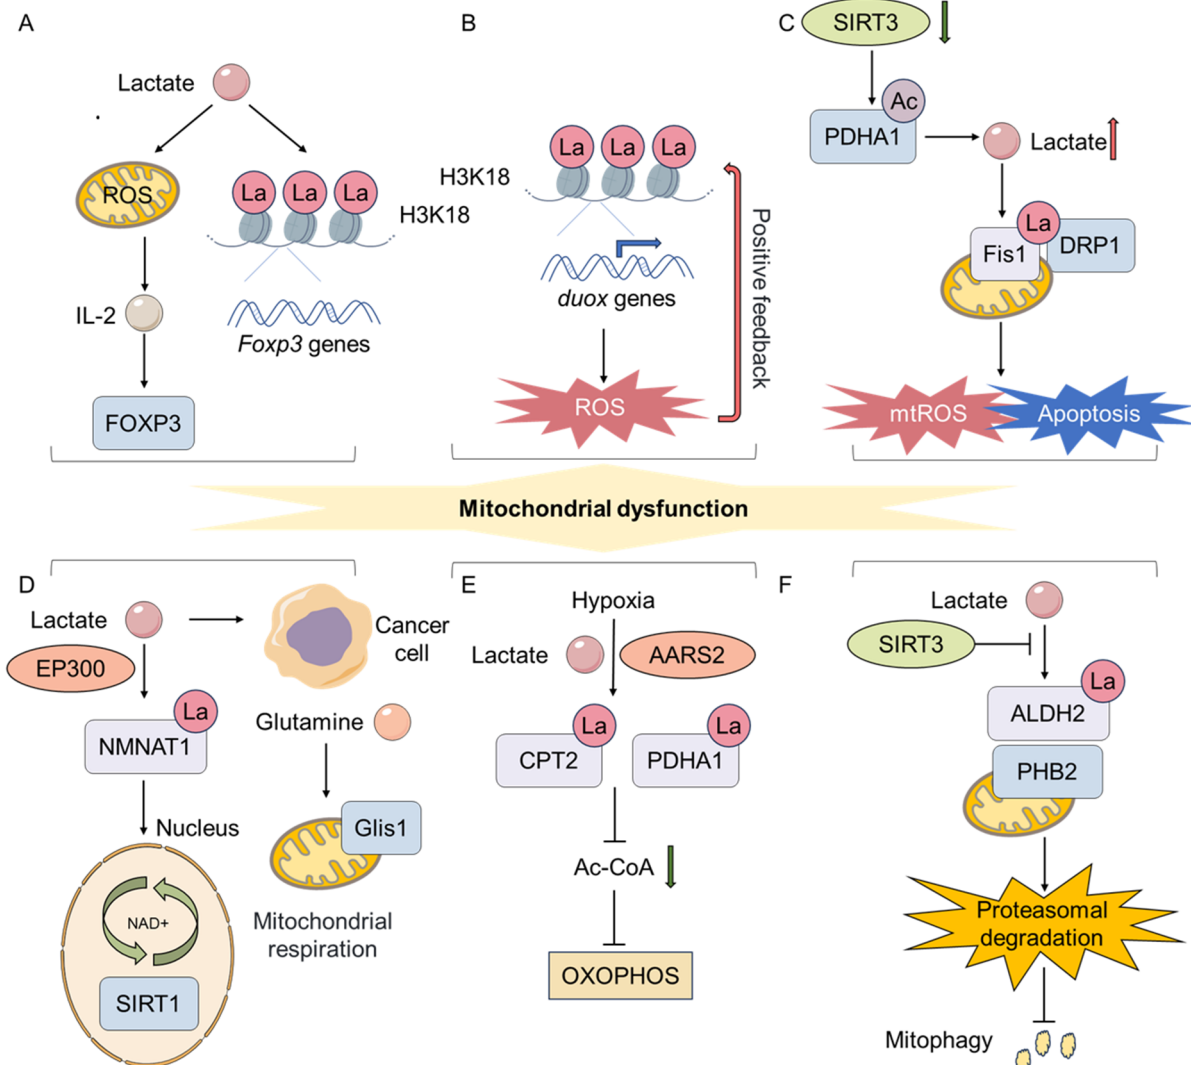 A
Lactate
ROS
La
La
La
H3K18
IL-2
Foxp3 genes
FOXP3
B
La
La
La
H3K18
duox genes
ROS
Positive feedback
C
SIRT3
Ac
PDHA1
Lactate
La
Fis1
DRP1
mtROS
Apoptosis
Mitochondrial dysfunction
D
Lactate
EP300
Cancer
cell
La
NMNAT1
Glutamine
Nucleus
Glis1
NAD+
Mitochondrial
respiration
SIRT1
E
Hypoxia
Lactate
AARS2
La
La
CPT2
PDHA1
Ac-CoA
OXOPHOS
F
Lactate
SIRT3
La
ALDH2
PHB2
Proteasomal
degradation
Mitophagy